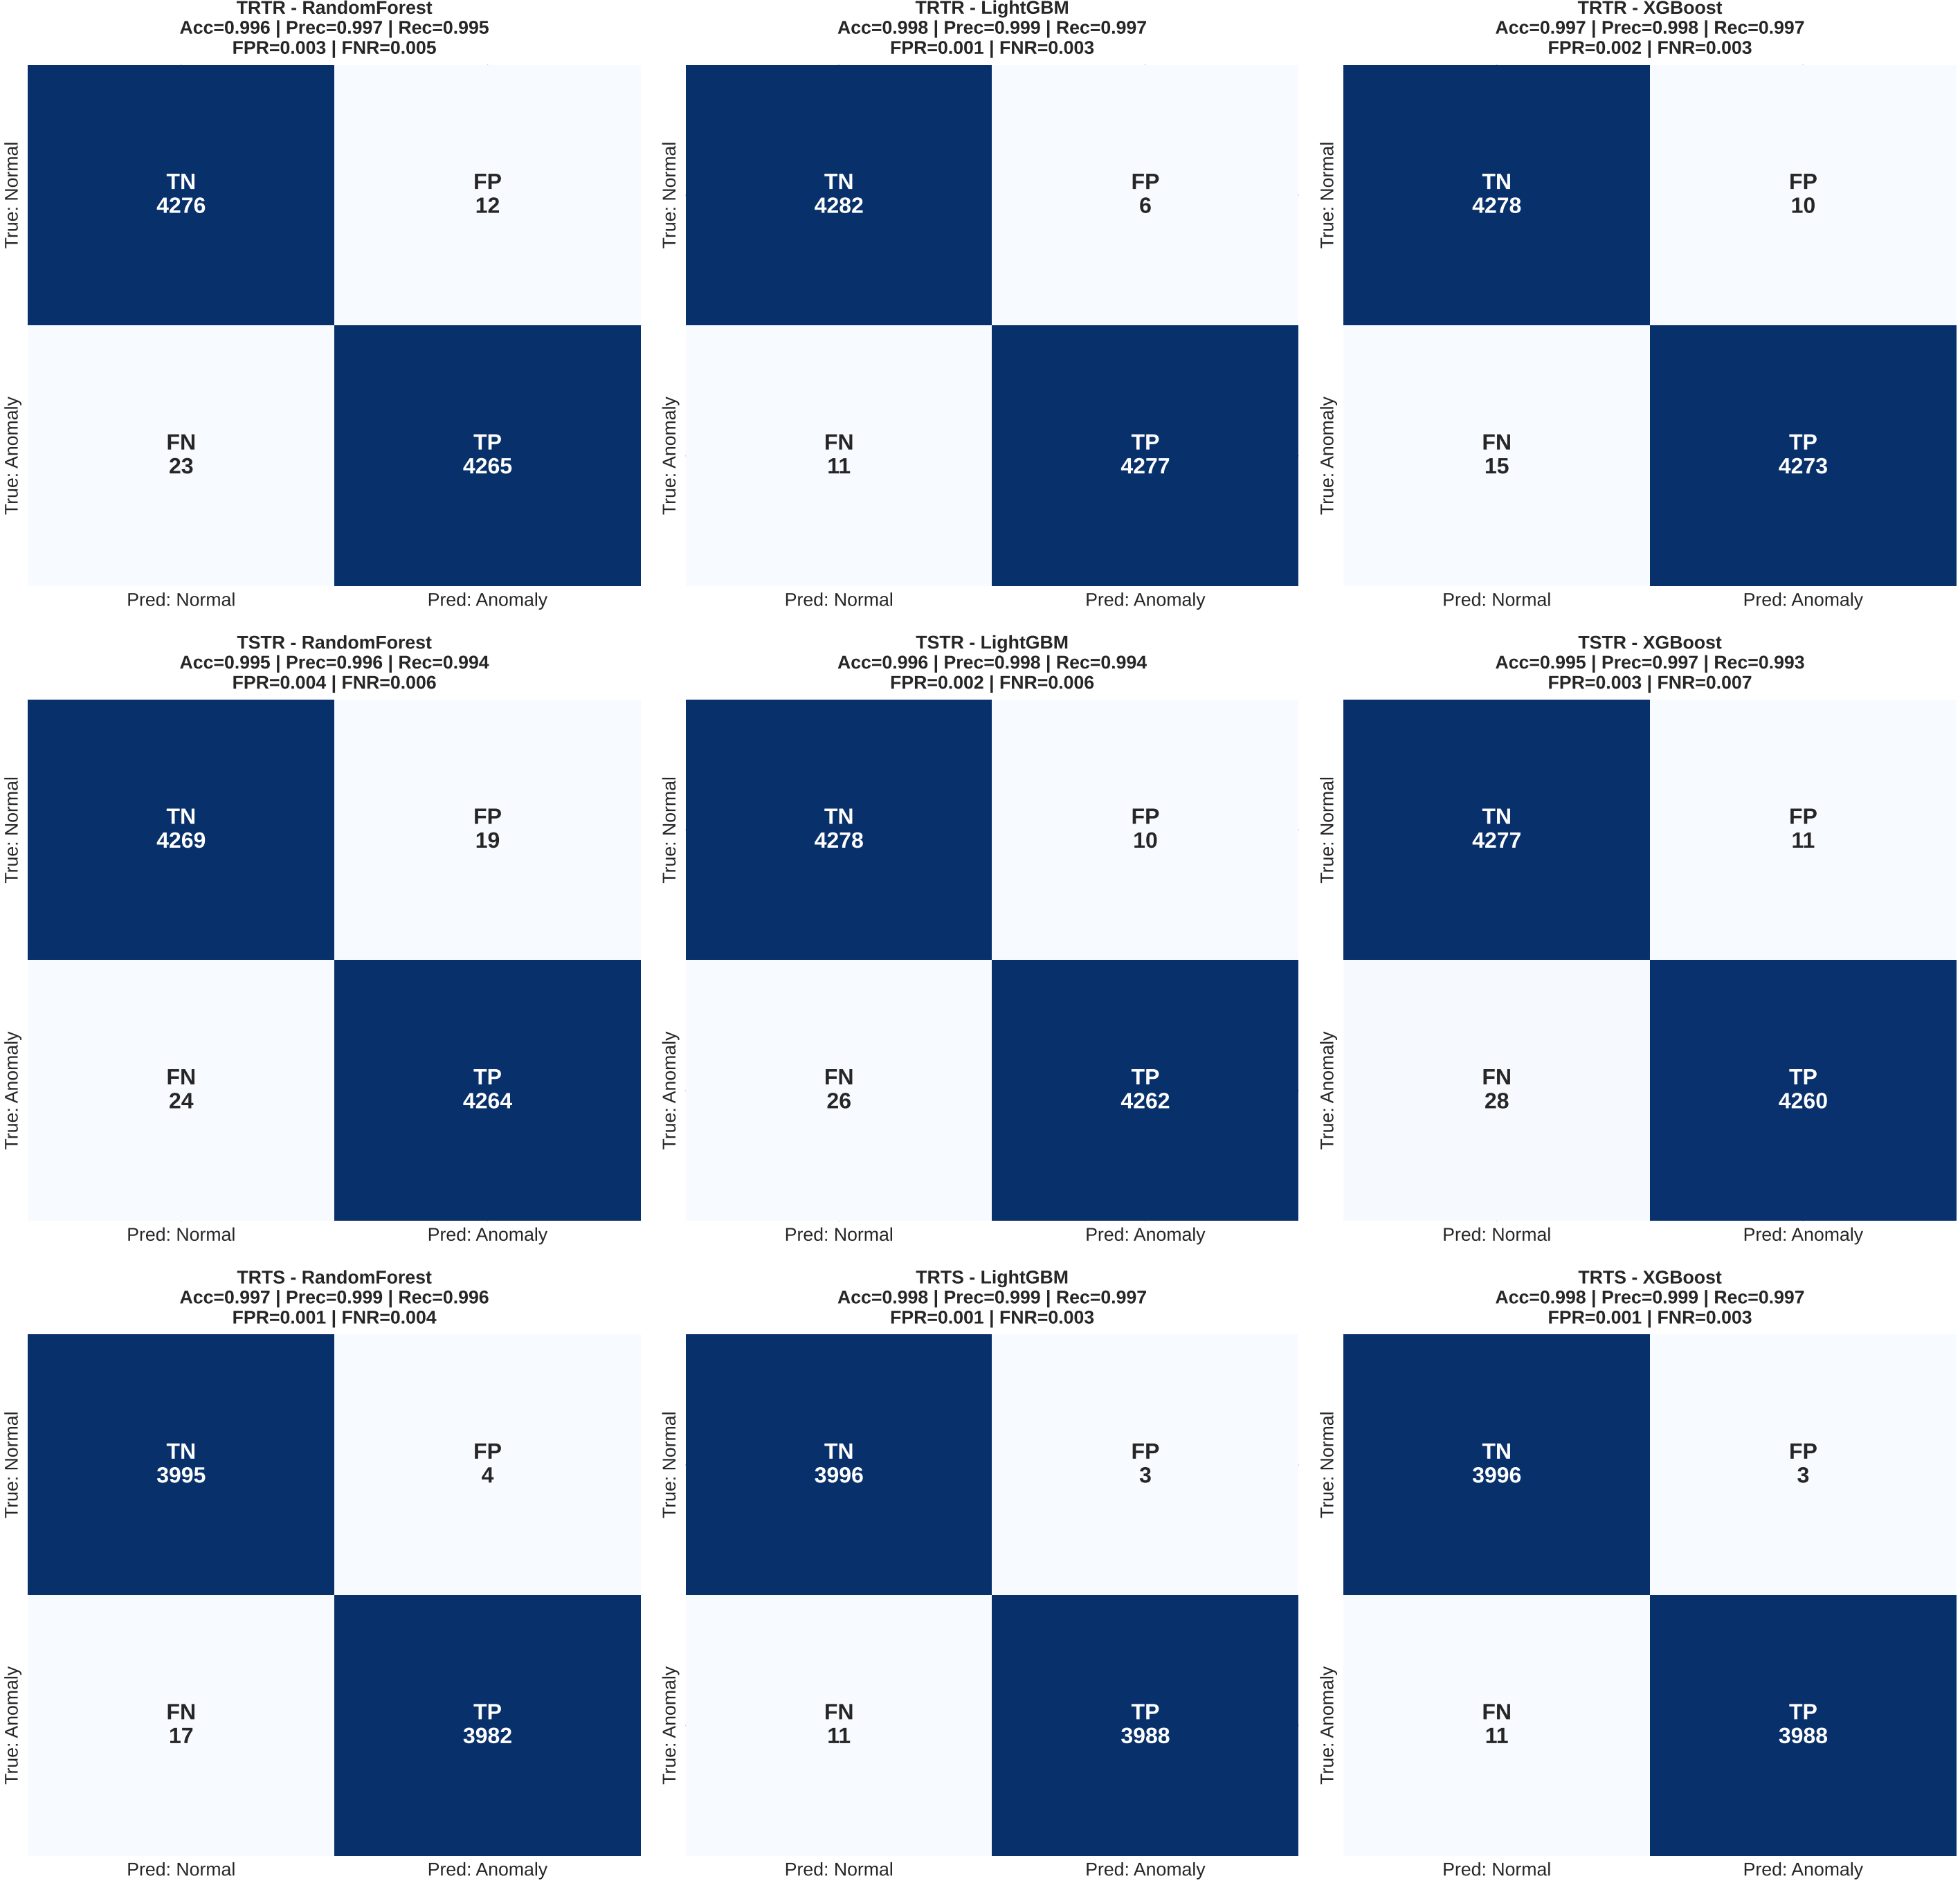 TRTR - RandomForest
Acc=0.996 | Prec=0.997 | Rec=0.995
FPR=0.003 | FNR=0.005
True: Normal
TN
4276
FP
12
True: Anomaly
FN
23
TP
4265
Pred: Normal
Pred: Anomaly
TRTR - LightGBM
Acc=0.998 | Prec=0.999 | Rec=0.997
FPR=0.001 | FNR=0.003
True: Normal
TN
4282
FP
6
True: Anomaly
FN
11
TP
4277
Pred: Normal
Pred: Anomaly
TRTR - XGBoost
Acc=0.997 | Prec=0.998 | Rec=0.997
FPR=0.002 | FNR=0.003
True: Normal
TN
4278
FP
10
True: Anomaly
FN
15
TP
4273
Pred: Normal
Pred: Anomaly
TSTR - RandomForest
Acc=0.995 | Prec=0.996 | Rec=0.994
FPR=0.004 | FNR=0.006
True: Normal
TN
4269
FP
19
True: Anomaly
FN
24
TP
4264
Pred: Normal
Pred: Anomaly
TSTR - LightGBM
Acc=0.996 | Prec=0.998 | Rec=0.994
FPR=0.002 | FNR=0.006
True: Normal
TN
4278
FP
10
True: Anomaly
FN
26
TP
4262
Pred: Normal
Pred: Anomaly
TSTR - XGBoost
Acc=0.995 | Prec=0.997 | Rec=0.993
FPR=0.003 | FNR=0.007
True: Normal
TN
4277
FP
11
True: Anomaly
FN
28
TP
4260
Pred: Normal
Pred: Anomaly
TRTS - RandomForest
Acc=0.997 | Prec=0.999 | Rec=0.996
FPR=0.001 | FNR=0.004
True: Normal
TN
3995
FP
4
True: Anomaly
FN
17
TP
3982
Pred: Normal
Pred: Anomaly
TRTS - LightGBM
Acc=0.998 | Prec=0.999 | Rec=0.997
FPR=0.001 | FNR=0.003
True: Normal
TN
3996
FP
3
True: Anomaly
FN
11
TP
3988
Pred: Normal
Pred: Anomaly
TRTS - XGBoost
Acc=0.998 | Prec=0.999 | Rec=0.997
FPR=0.001 | FNR=0.003
True: Normal
TN
3996
FP
3
True: Anomaly
FN
11
TP
3988
Pred: Normal
Pred: Anomaly